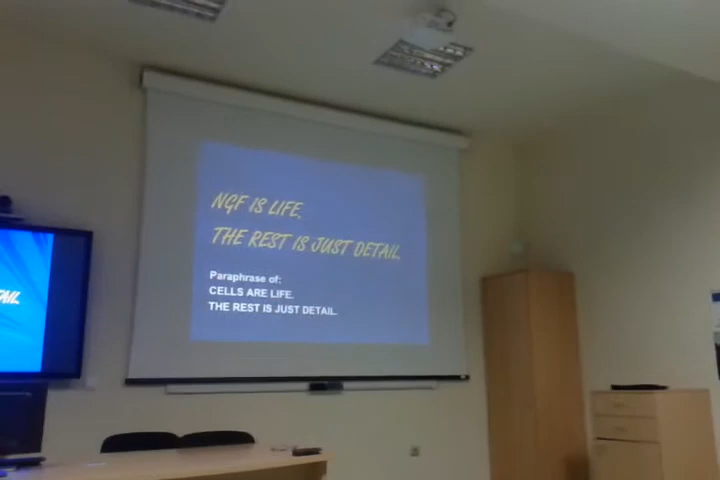 NGF IS LIFE.
THE REST IS JUST DETAIL.
Paraphrase of:
CELLS ARE LIFE.
THE REST IS JUST DETAIL.